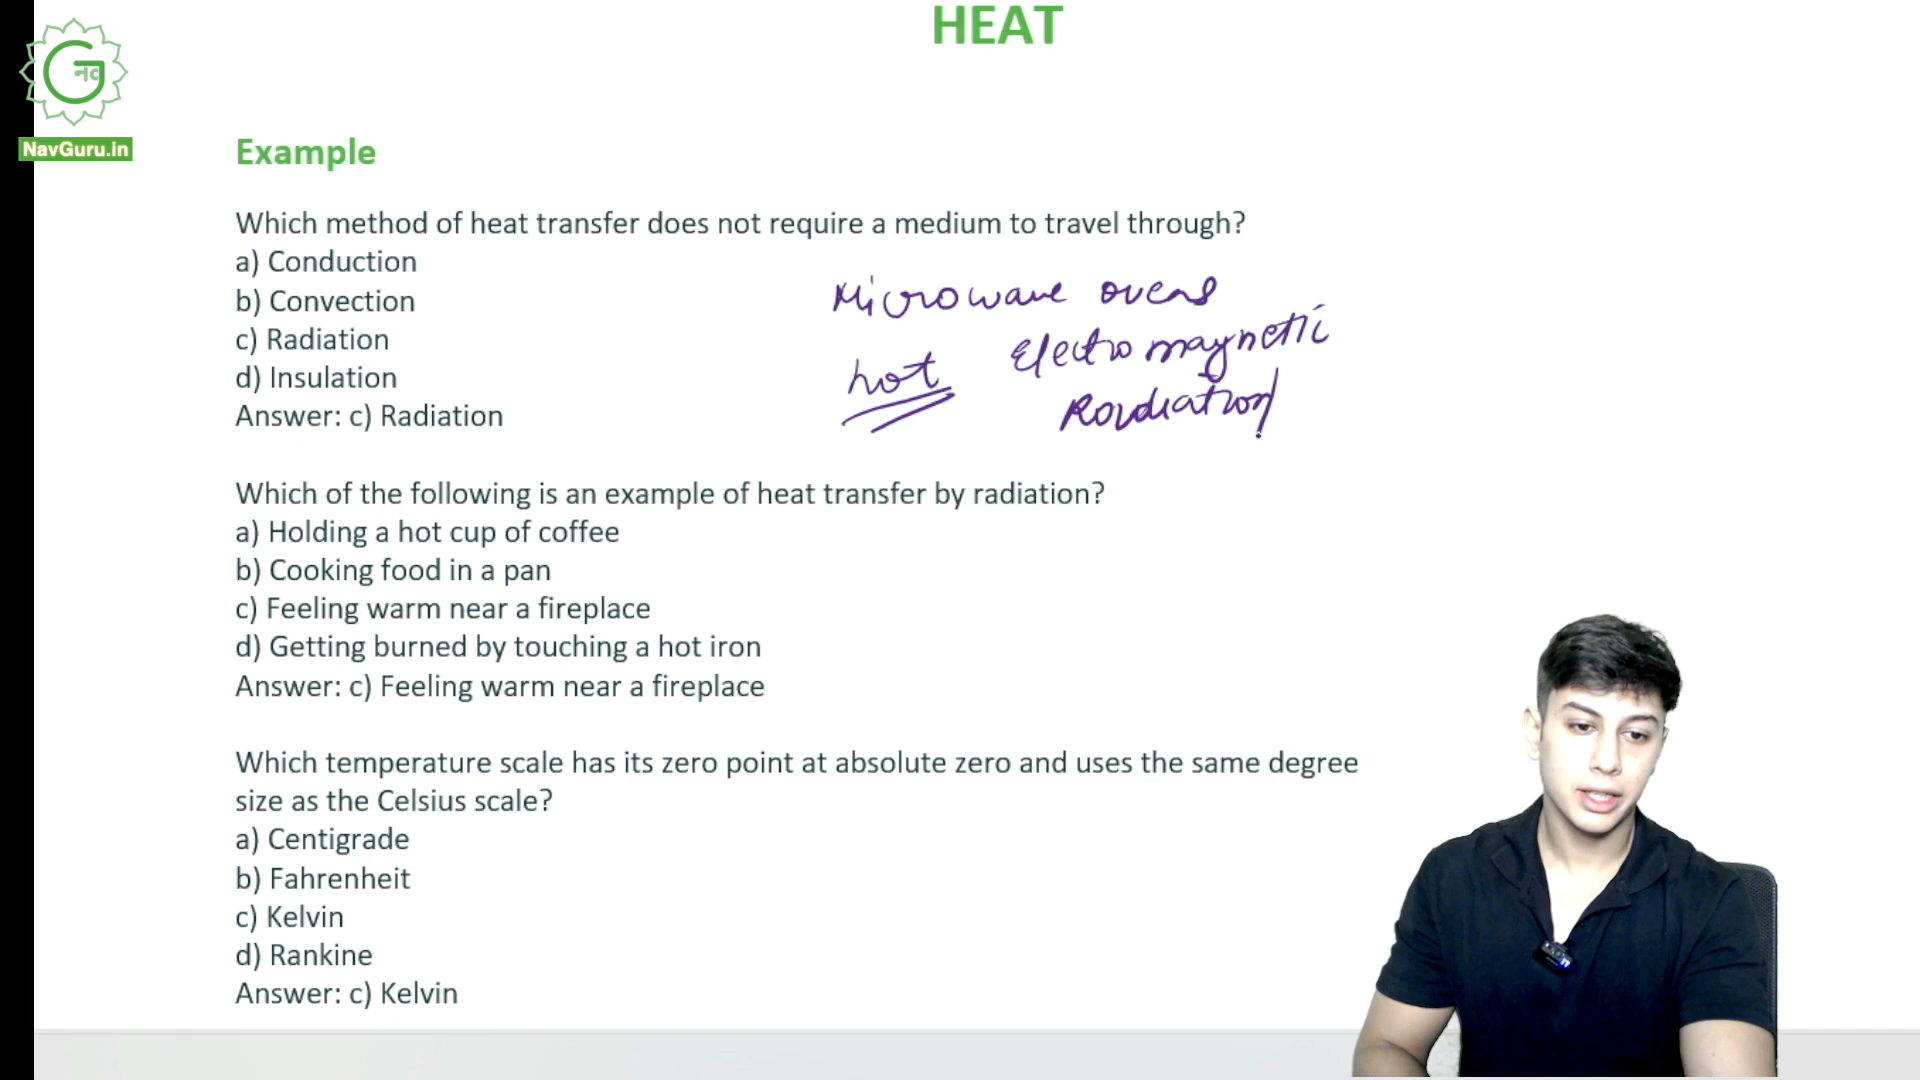 HEAT
नव
NavGuru.in
Example
Which method of heat transfer does not require a medium to travel through?
a) Conduction
b) Convection
c) Radiation
d) Insulation
Answer: c) Radiation
Microwave ovens
hot
Electro magnetic
Radiation
Which of the following is an example of heat transfer by radiation?
a) Holding a hot cup of coffee
b) Cooking food in a pan
c) Feeling warm near a fireplace
d) Getting burned by touching a hot iron
Answer: c) Feeling warm near a fireplace
Which temperature scale has its zero point at absolute zero and uses the same degree
size as the Celsius scale?
a) Centigrade
b) Fahrenheit
c) Kelvin
d) Rankine
Answer: c) Kelvin